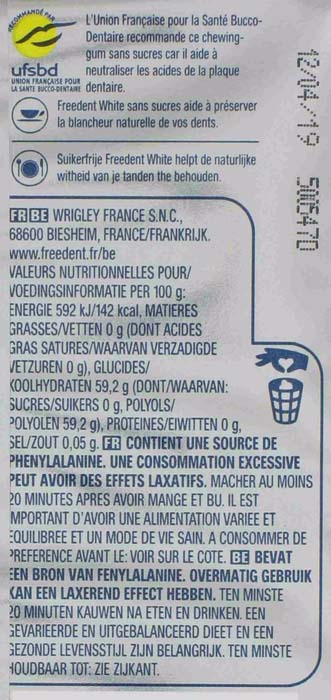 RECOMMANDÉ PAR
ufsbd
UNION FRANÇAISE POUR
LA SANTÉ BUCCO-DENTAIRE
L'Union Française pour la Santé Bucco-
Dentaire recommande ce chewing-
gum sans sucres car il aide à
neutraliser les acides de la plaque
dentaire.
Freedent White sans sucres aide à préserver
la blancheur naturelle de vos dents.
Suikerfrije Freedent White helpt de naturlijke
witheid van je tanden the behouden.
12/04/19
FR BE WRIGLEY FRANCE S.N.C.,
68600 BIESHEIM, FRANCE/FRANKRIJK.
www.freedent.fr/be
VALEURS NUTRITIONNELLES POUR/
VOEDINGSINFORMATIE PER 100 g:
ENERGIE 592 kJ/142 kcal, MATIERES
GRASSES/VETTEN 0 g (DONT ACIDES
GRAS SATURES/WAARVAN VERZADIGDE
VETZUREN 0 g), GLUCIDES/
KOOLHYDRATEN 59,2 g (DONT/WAARVAN:
SUCRES/SUIKERS 0 g, POLYOLS/
POLYOLEN 59,2 g), PROTEINES/EIWITTEN 0 g,
SEL/ZOUT 0,05 g. FR CONTIENT UNE SOURCE DE
PHENYLALANINE. UNE CONSOMMATION EXCESSIVE
PEUT AVOIR DES EFFETS LAXATIFS. MACHER AU MOINS
20 MINUTES APRES AVOIR MANGE ET BU. IL EST
IMPORTANT D'AVOIR UNE ALIMENTATION VARIEE ET
EQUILIBREE ET UN MODE DE VIE SAIN. A CONSOMMER DE
PREFERENCE AVANT LE: VOIR SUR LE COTE. BE BEVAT
EEN BRON VAN FENYLALANINE. OVERMATIG GEBRUIK
KAN EEN LAXEREND EFFECT HEBBEN. TEN MINSTE
20 MINUTEN KAUWEN NA ETEN EN DRINKEN. EEN
GEVARIEERDE EN UITGEBALANCEERD DIEET EN EEN
GEZONDE LEVENSSTIJL ZIJN BELANGRIJK. TEN MINSTE
HOUDBAAR TOT: ZIE ZIJKANT.